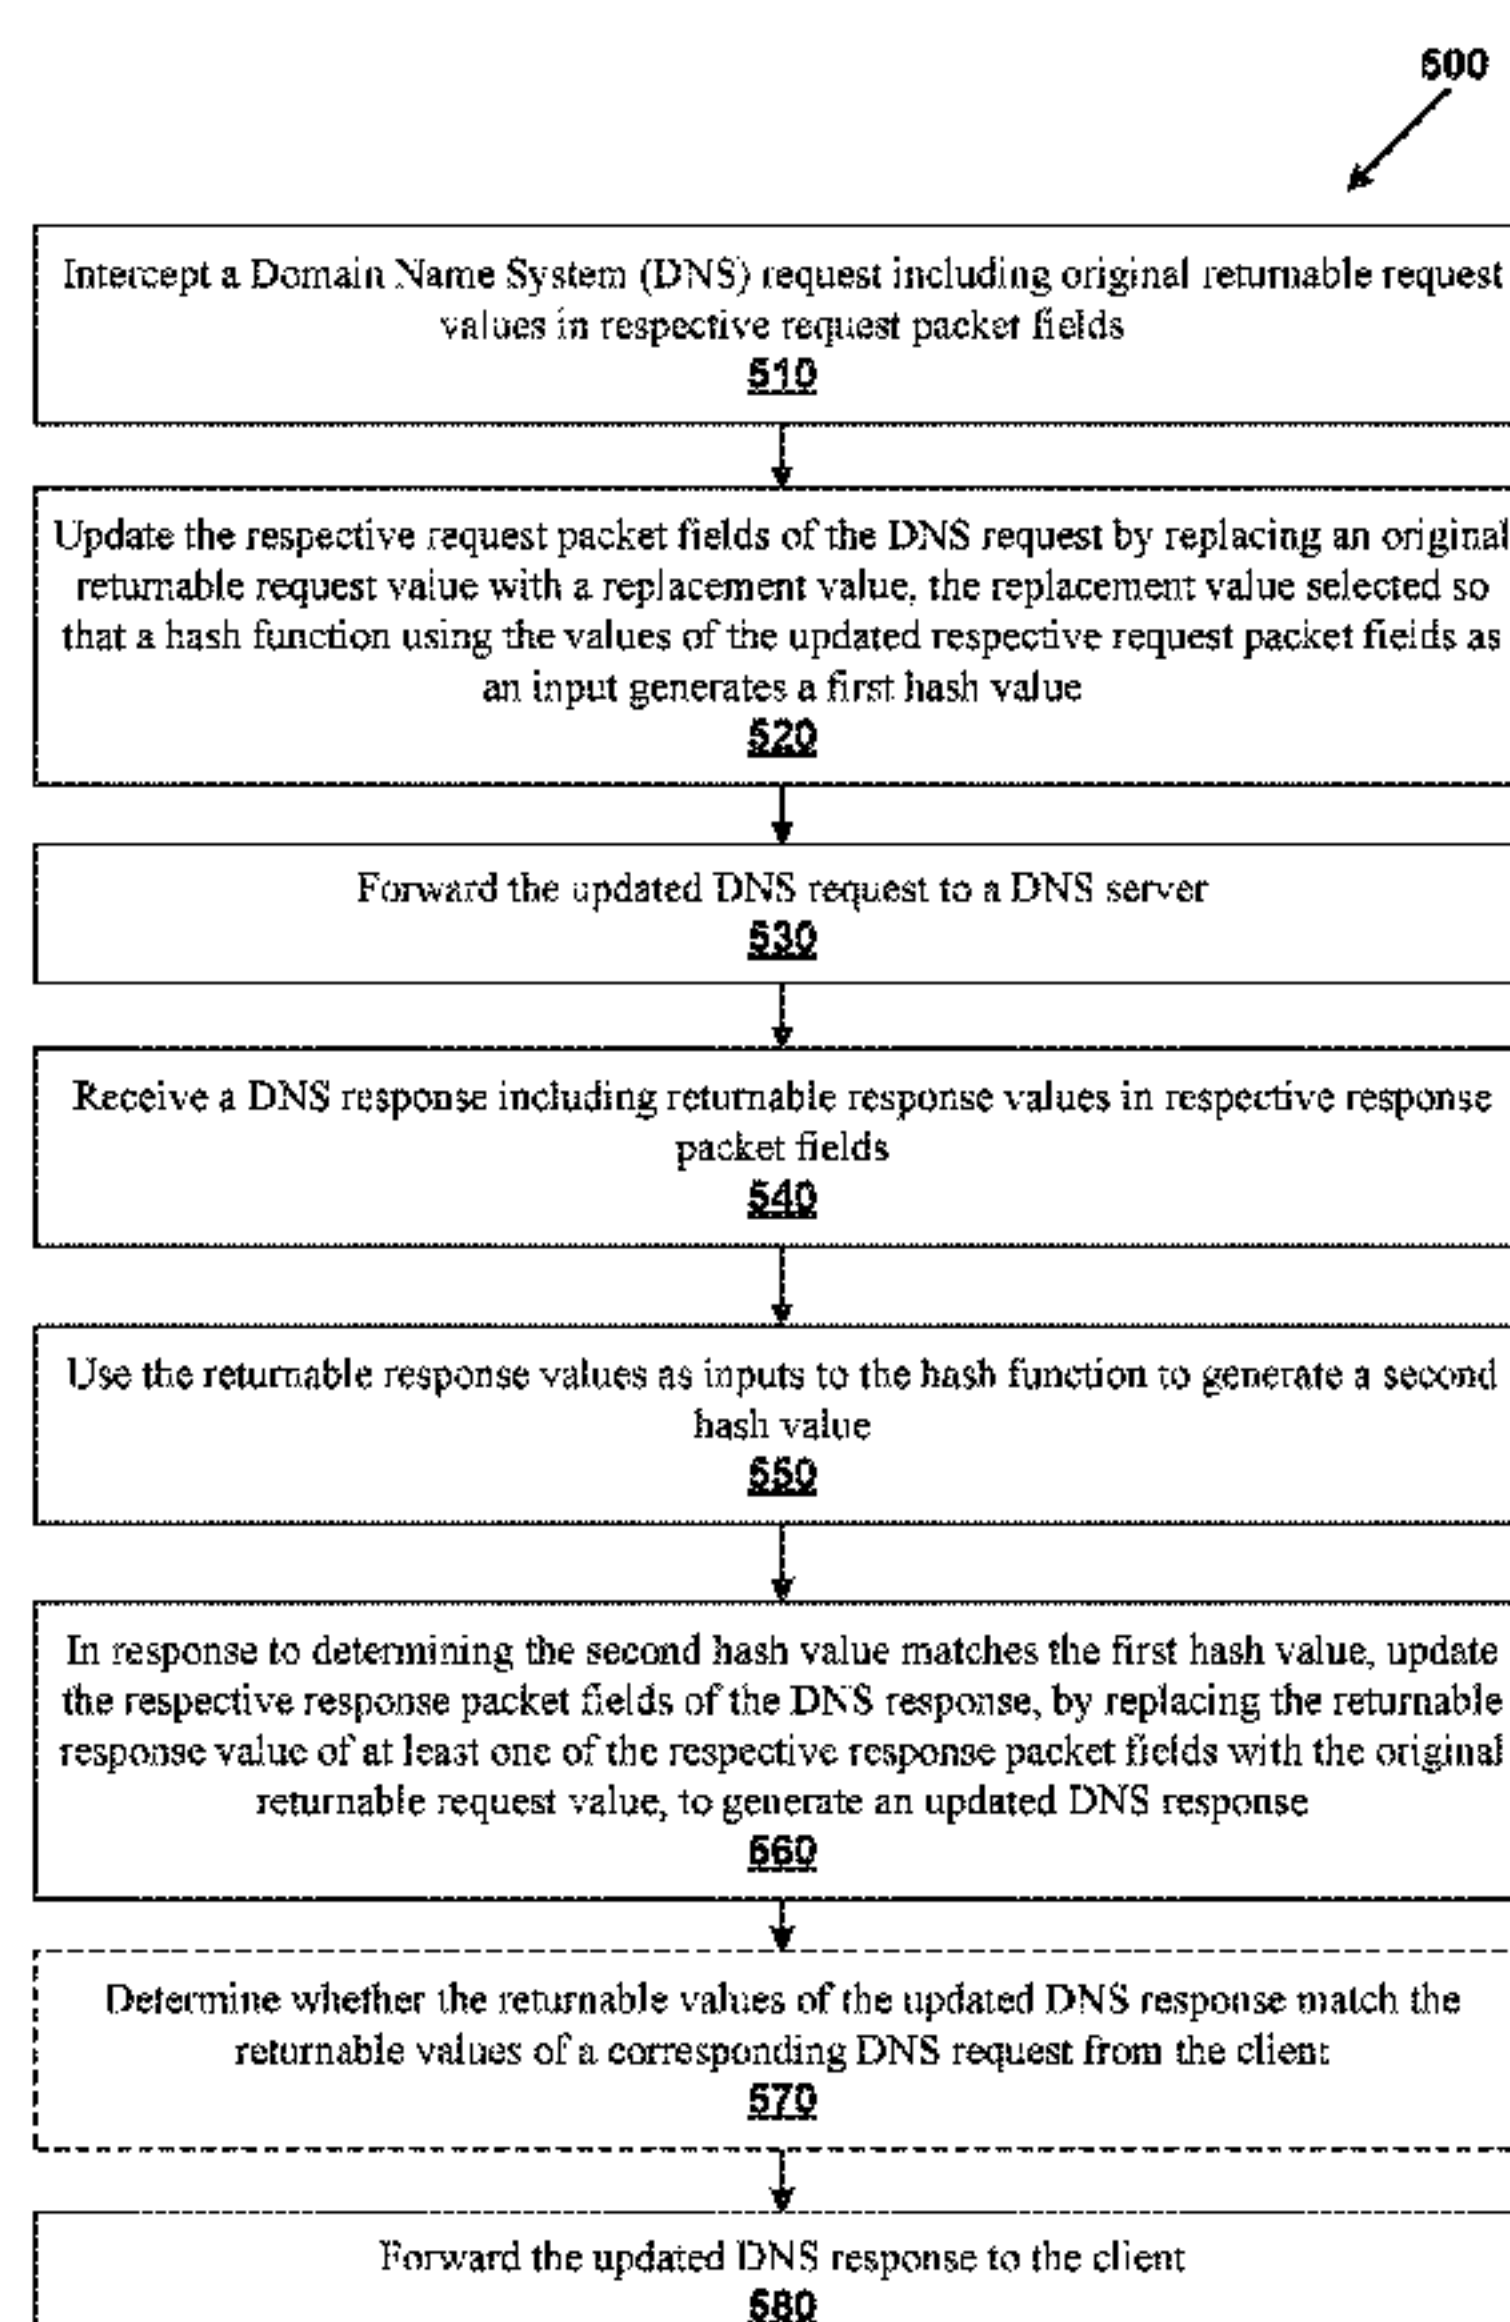 500
Intercept a Domain Name System (DNS) request including original returnable request
values in respective request packet fields
510
Update the respective request packet fields of the DNS request by replacing an original
returnable request value with a replacement value, the replacement value selected so
that a hash function using the values of the updated respective request packet fields as
an input generates a first hash value
520
Forward the updated DNS request to a DNS server
530
Receive a DNS response including returnable response values in respective response
packet fields
540
Use the returnable response values as inputs to the hash function to generate a second
hash value
550
In response to determining the second hash value matches the first hash value, update
the respective response packet fields of the DNS response, by replacing the returnable
response value of at least one of the respective response packet fields with the original
returnable request value, to generate an updated DNS response
560
Determine whether the returnable values of the updated DNS response match the
returnable values of a corresponding DNS request from the client
570
Forward the updated DNS response to the client
580